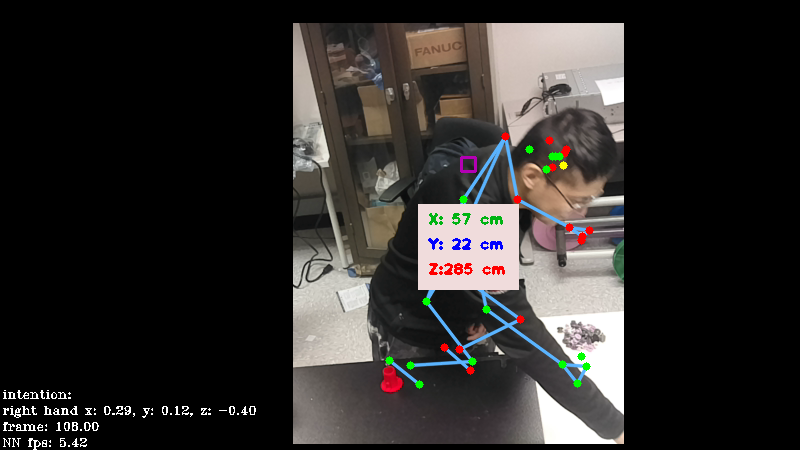 FANUC
X: 57 cm
Y: 22 cm
Z:285 cm
intention:
right hand x: 0.29, y: 0.12, z: -0.40
frame: 108.00
NN fps: 5.42